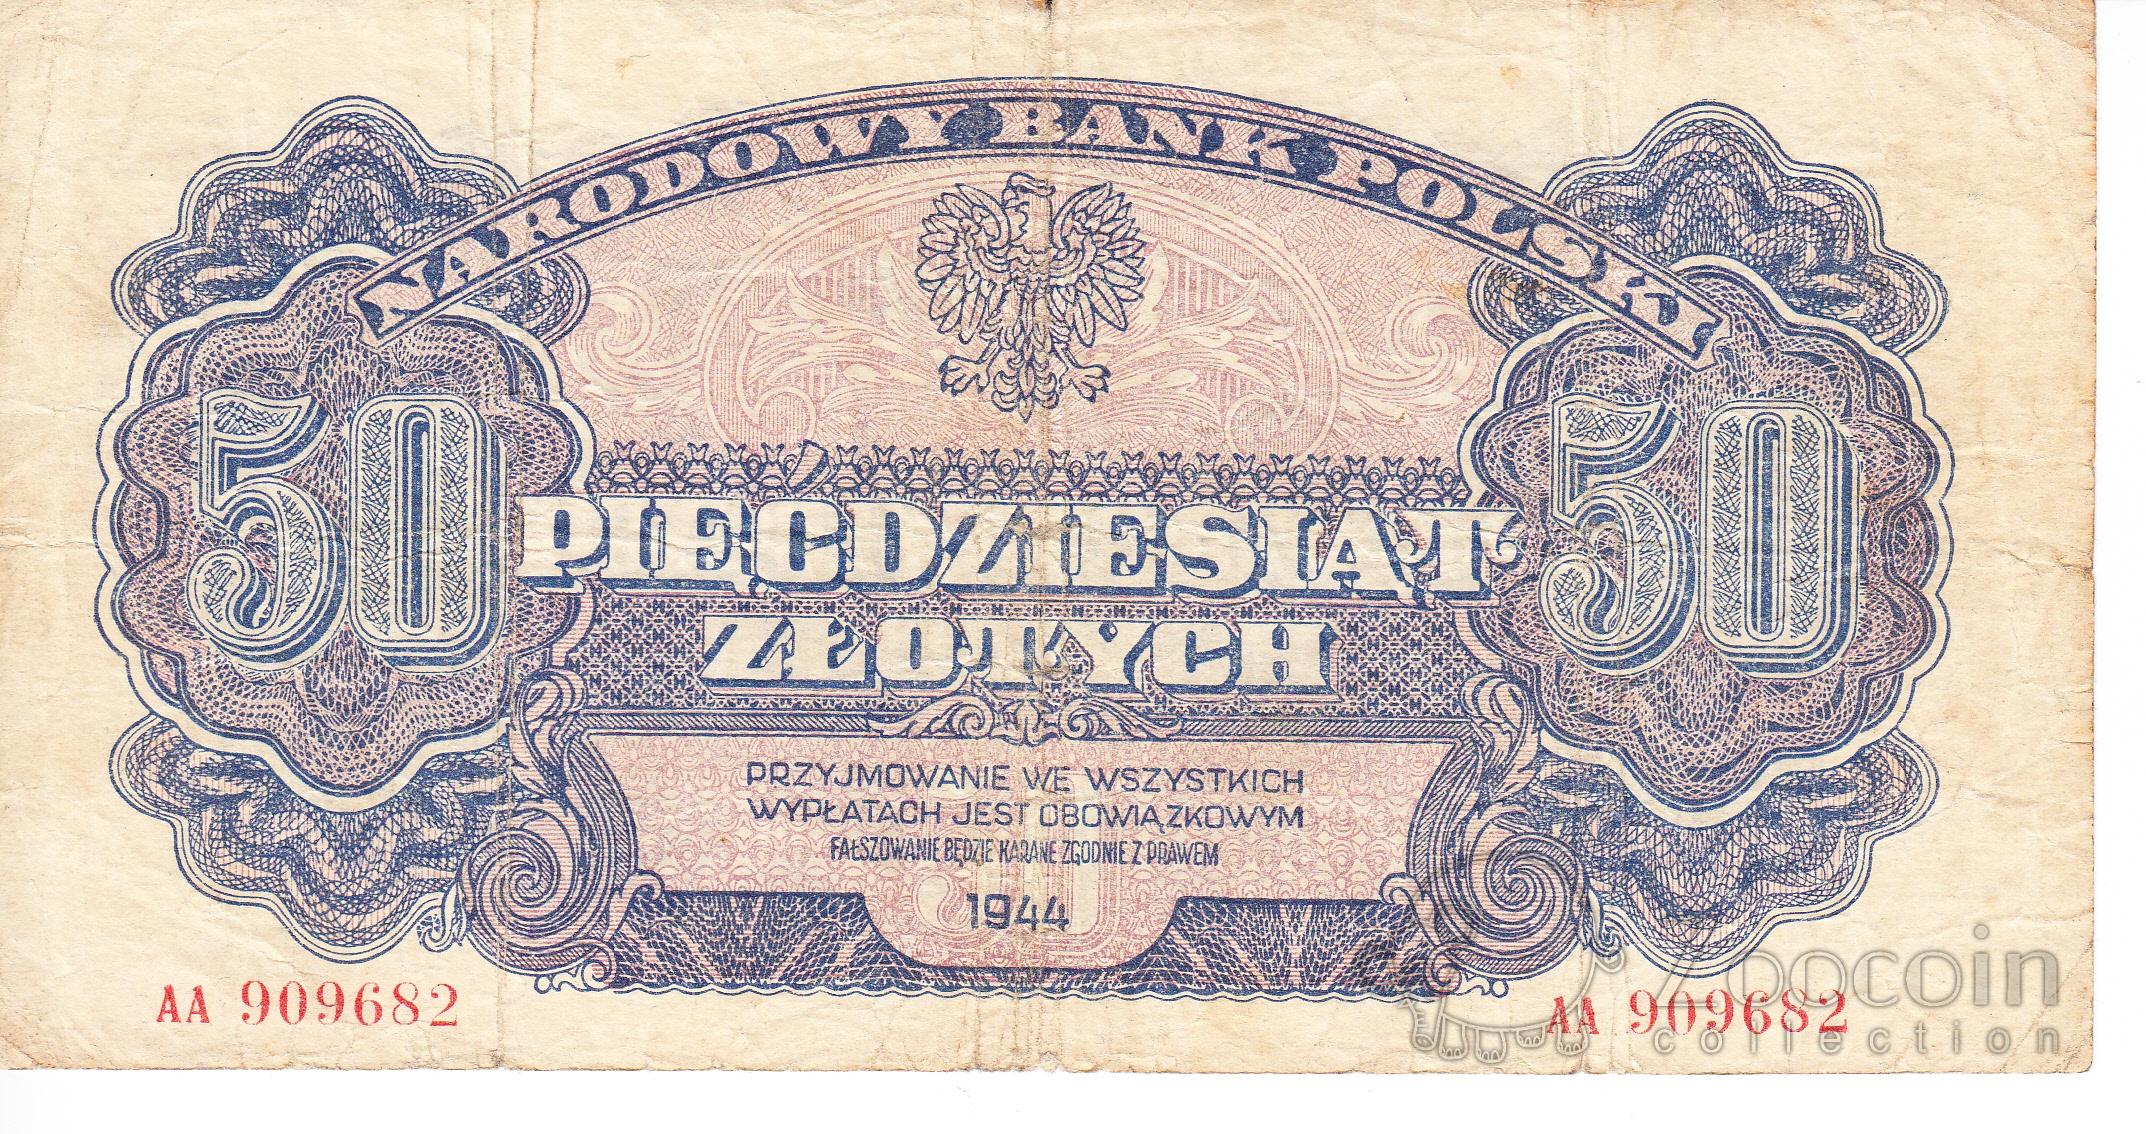 NARODOWY BANK POLSKI
50
50
PIĘĆDZIESIĄT
ZŁOTYCH
PRZYJMOWANIE WE WSZYSTKICH
WYPŁATACH JEST OBOWIĄZKOWYM
FAŁSZOWANIE BĘDZIE KARANE ZGODNIE Z PRAWEM
1944
AA 909682
AA 909682
Zoocoin
collection